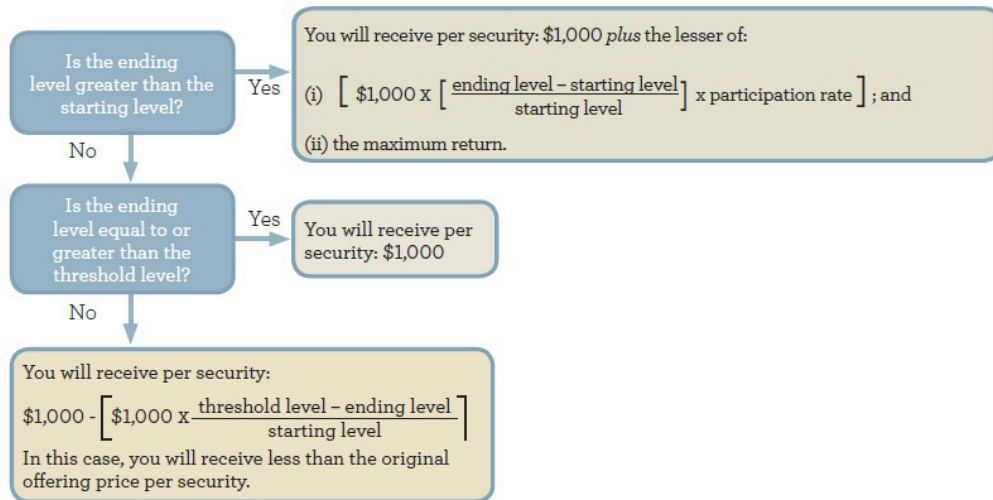 Is the ending
level greater than the
starting level?
Yes
You will receive per security: $1,000 plus the lesser of:
(i) [ $1,000 x [ ending level – starting level
starting level ] x participation rate ] ; and
(ii) the maximum return.
No
Is the ending
level equal to or
greater than the
threshold level?
Yes
You will receive per
security: $1,000
No
You will receive per security:
$1,000 - [ $1,000 x threshold level – ending level
starting level ]
In this case, you will receive less than the original
offering price per security.